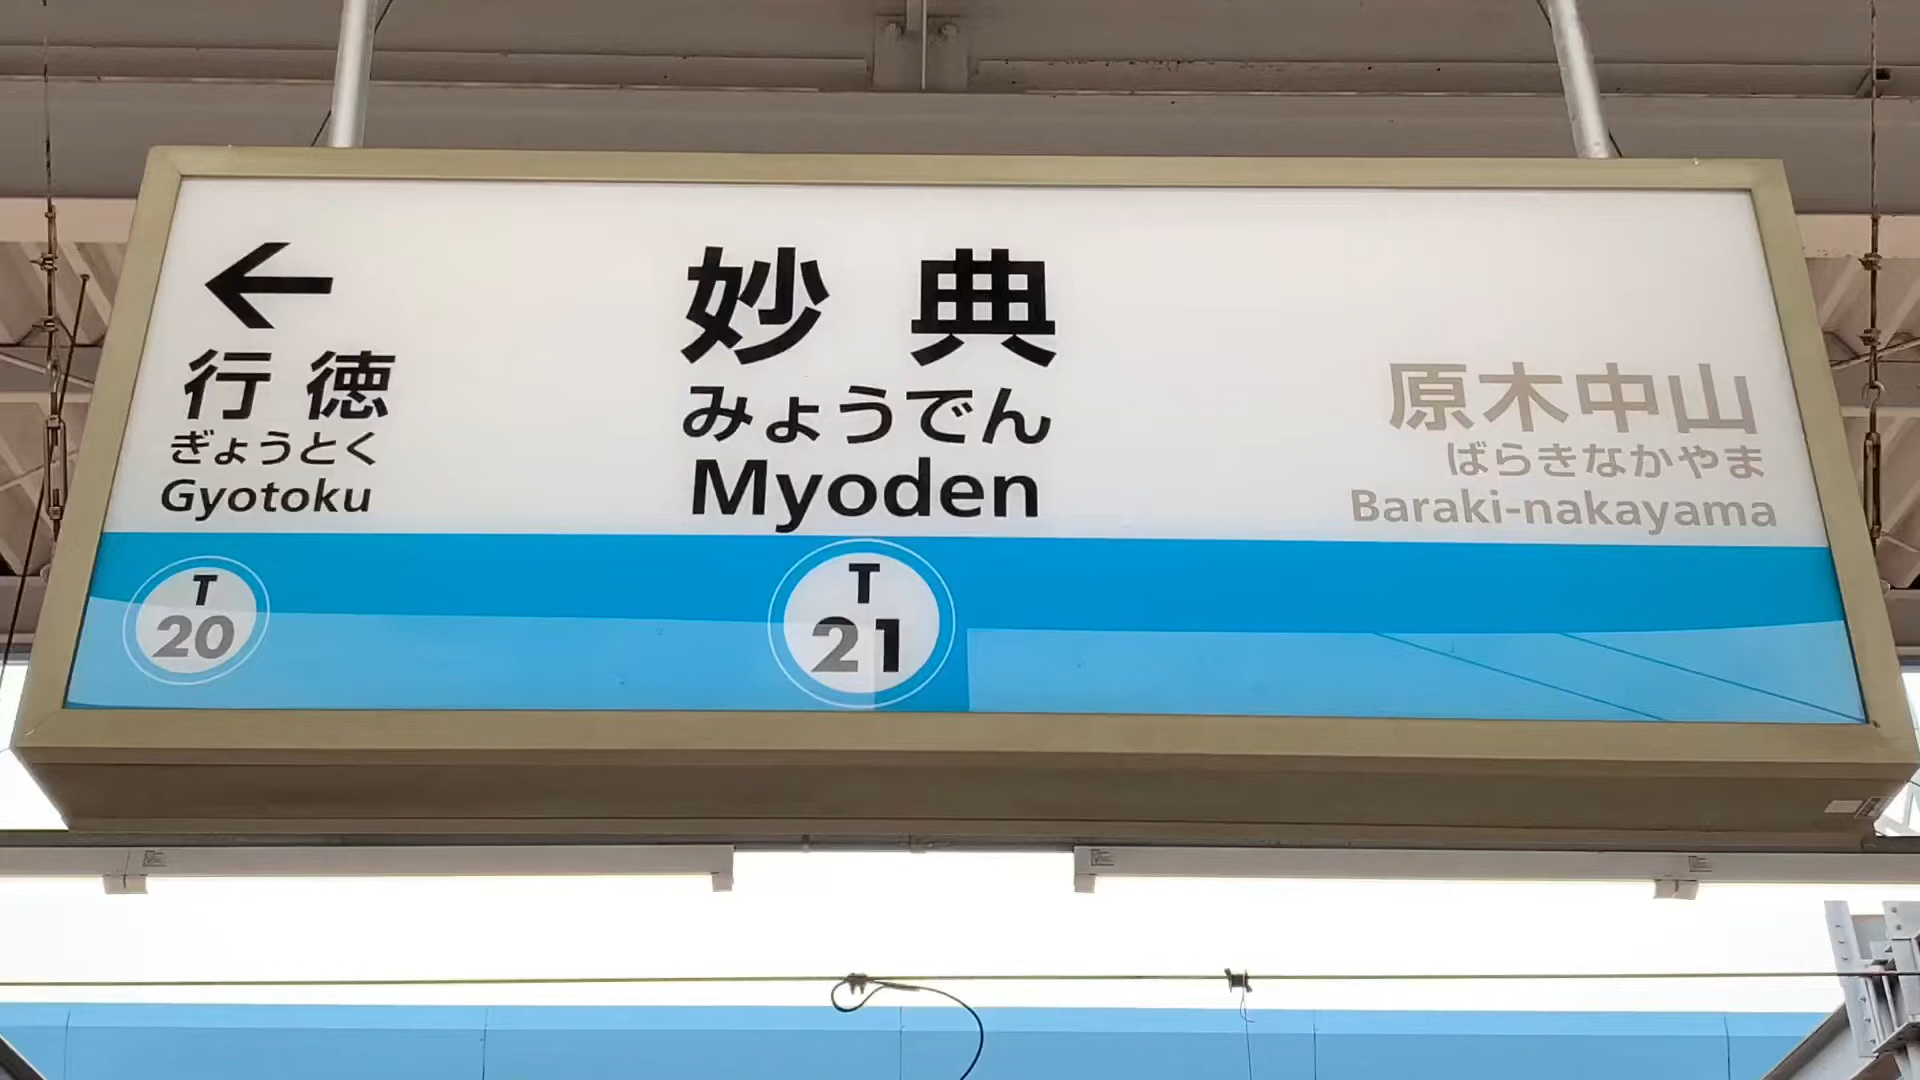 ←
行徳
ぎょうとく
Gyotoku
T
20
妙典
みょうでん
Myoden
T
21
原木中山
ばらきなかやま
Baraki-nakayama